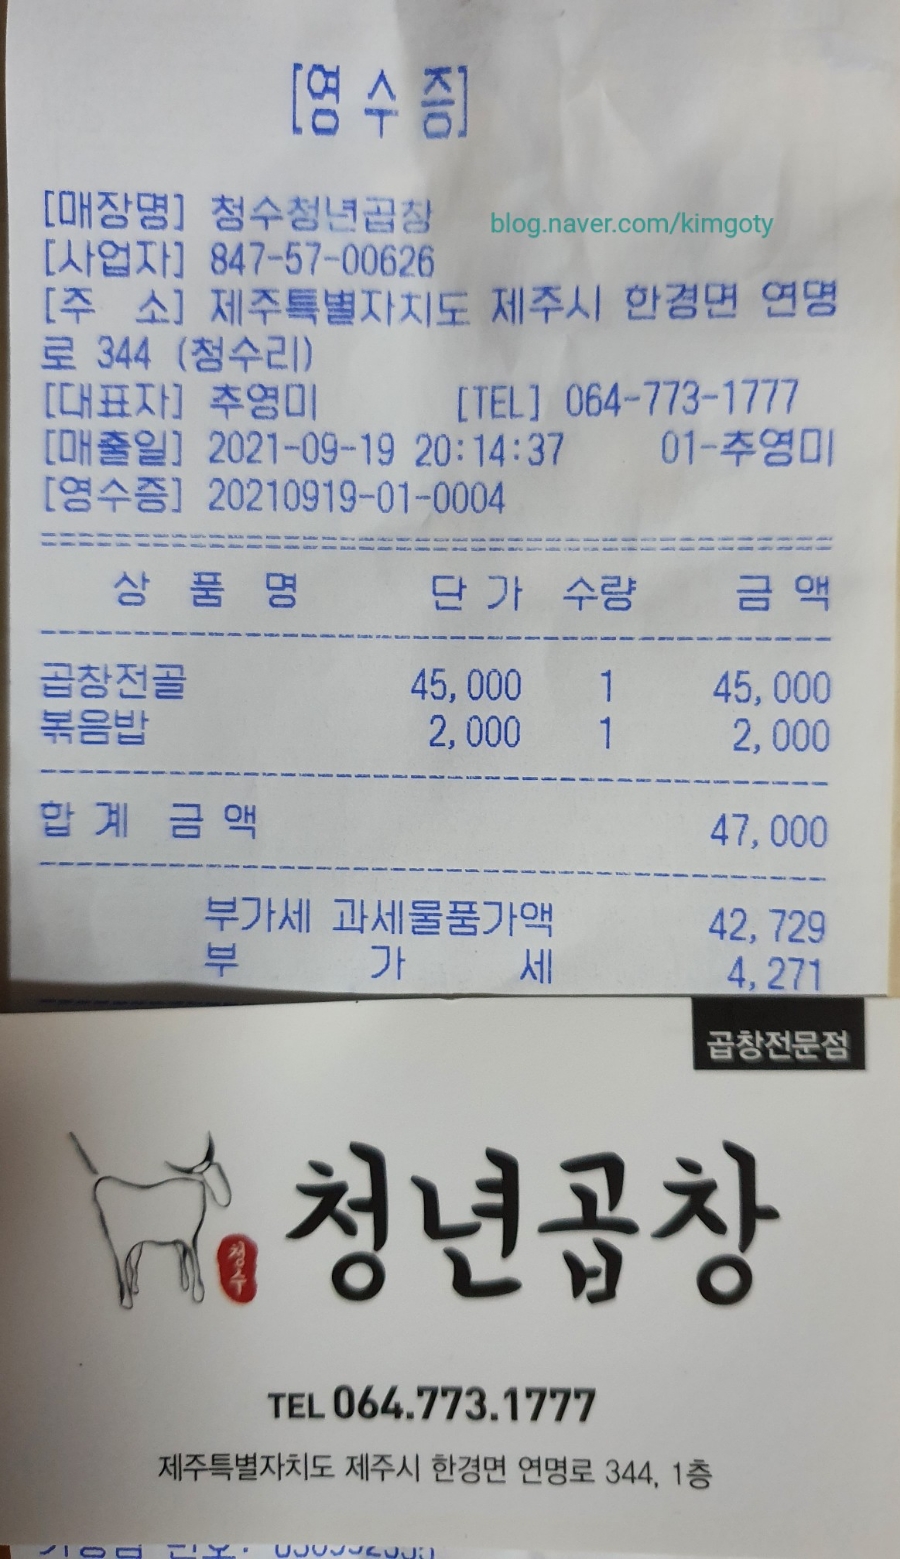 [영 수 증]
[매장명] 청수청년곱창
blog.naver.com/kimgoty
[사업자] 847-57-00626
[주 소] 제주특별자치도 제주시 한경면 연명
로 344 (청수리)
[대표자] 추영미 [TEL] 064-773-1777
[매출일] 2021-09-19 20:14:37 01-추영미
[영수증] 20210919-01-0004
상 품 명 단 가 수량 금 액
곱창전골 45,000 1 45,000
볶음밥 2,000 1 2,000
합 계 금 액 47,000
부가세 과세물품가액 42,729
부 가 세 4,271
곱창전문점
청수
청년곱창
TEL 064.773.1777
제주특별자치도 제주시 한경면 연명로 344, 1층